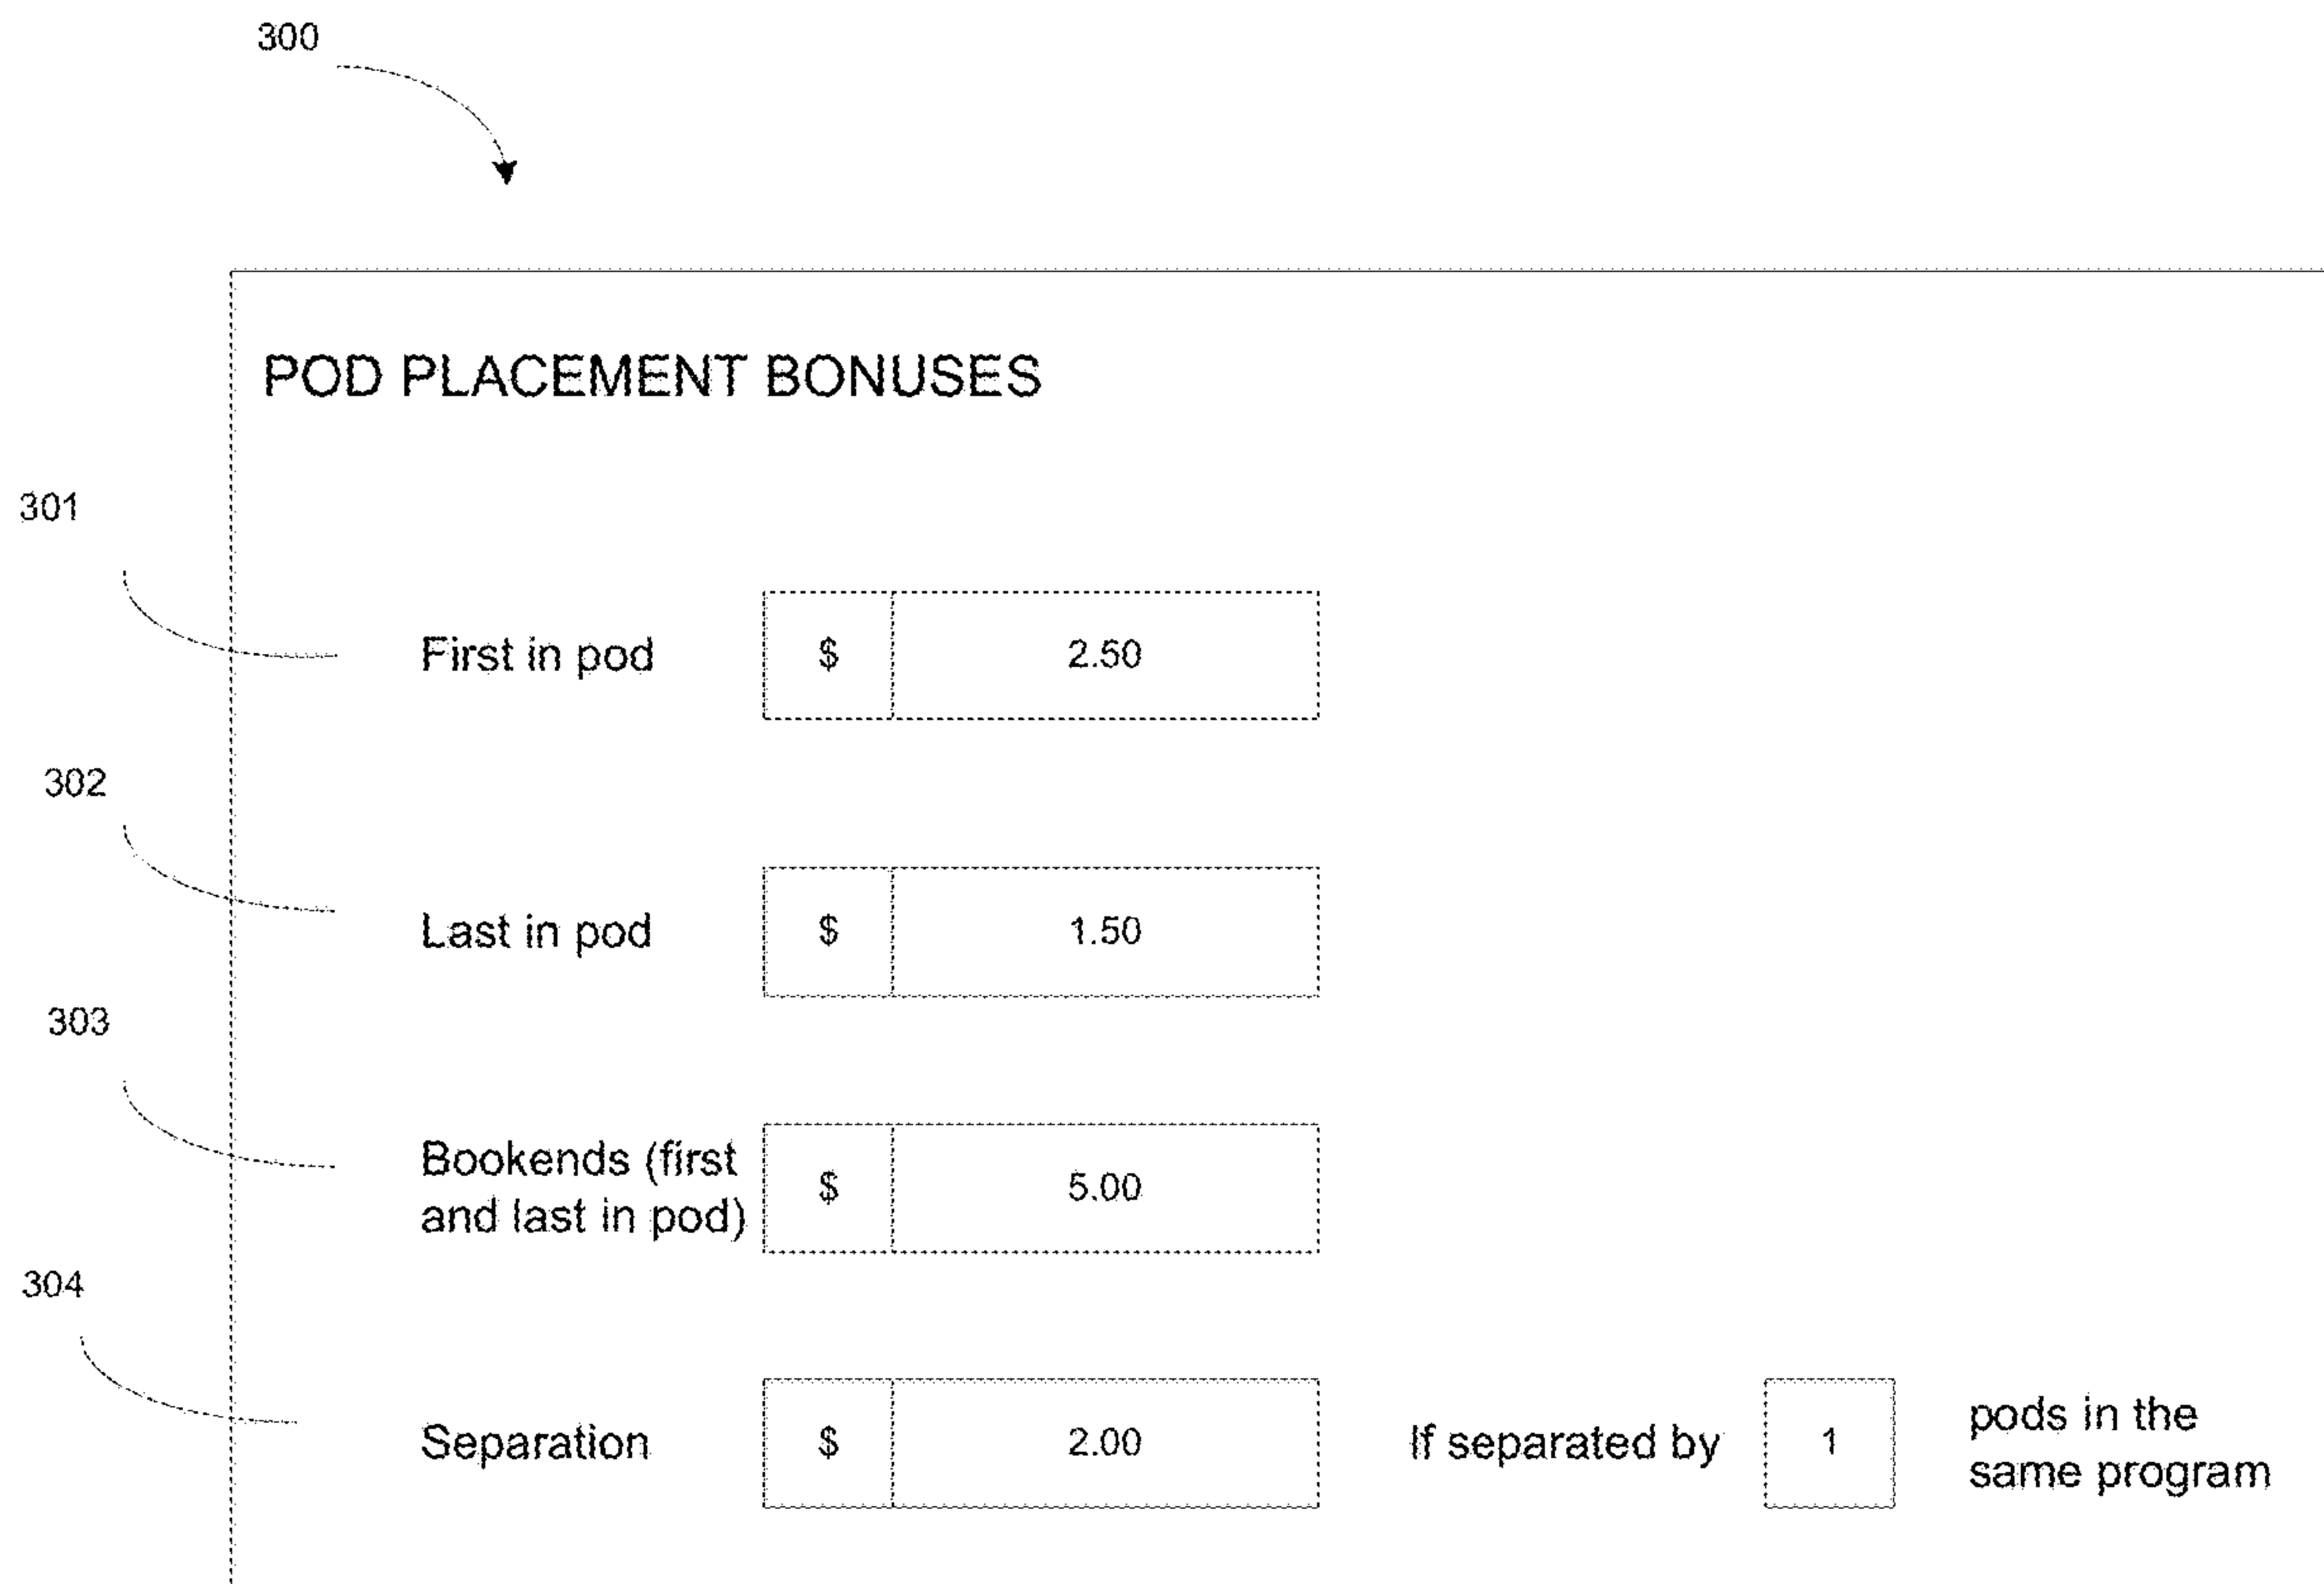 300
POD PLACEMENT BONUSES
301
First in pod $ 2.50
302
Last in pod $ 1.50
303
Bookends (first
and last in pod) $ 5.00
304
Separation $ 2.00 If separated by 1 pods in the
same program